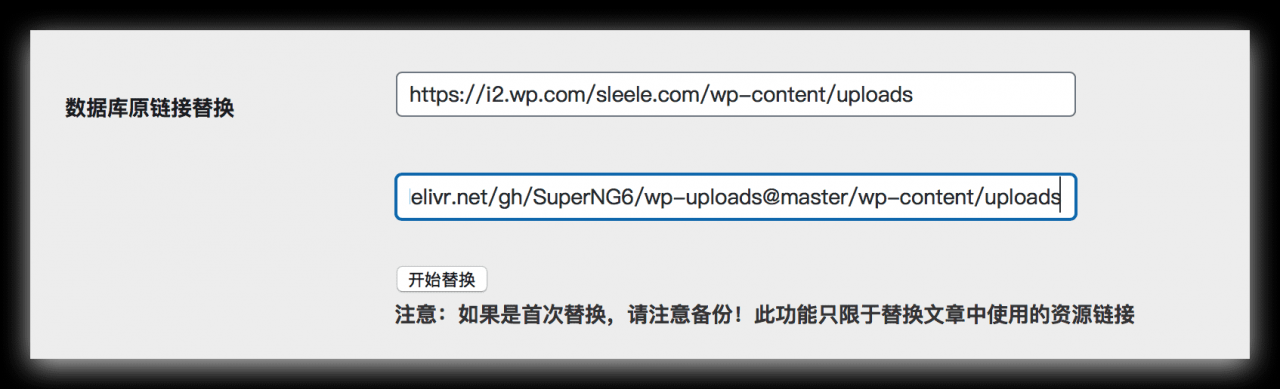 数据库原链接替换
https://i2.wp.com/sleele.com/wp-content/uploads
elivr.net/gh/SuperNG6/wp-uploads@master/wp-content/uploads
开始替换
注意：如果是首次替换，请注意备份！此功能只限于替换文章中使用的资源链接